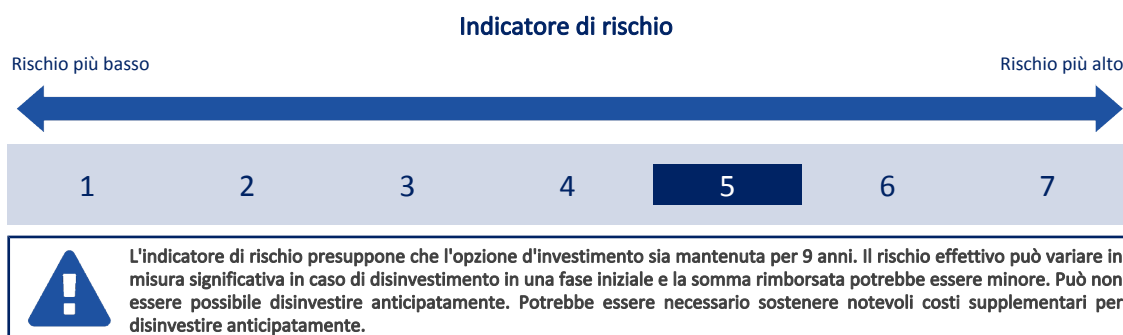 Indicatore di rischio
Rischio più basso
Rischio più alto
1 2 3 4 5 6 7
L'indicatore di rischio presuppone che l'opzione d'investimento sia mantenuta per 9 anni. Il rischio effettivo può variare in
misura significativa in caso di disinvestimento in una fase iniziale e la somma rimborsata potrebbe essere minore. Può non
essere possibile disinvestire anticipatamente. Potrebbe essere necessario sostenere notevoli costi supplementari per
disinvestire anticipatamente.